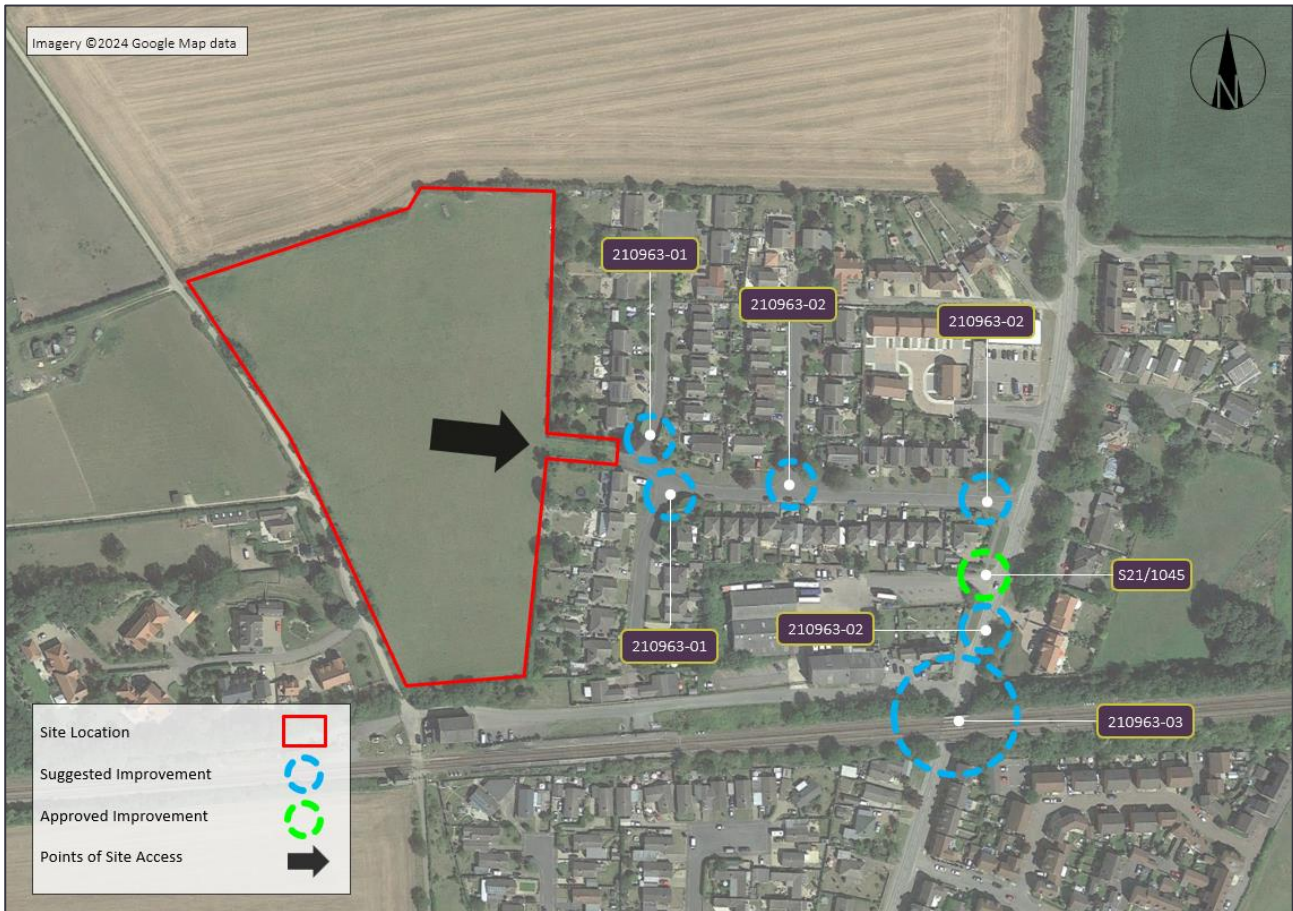 Imagery ©2024 Google Map data
N
210963-01
210963-02
210963-02
S21/1045
210963-02
210963-01
210963-03
Site Location
Suggested Improvement
Approved Improvement
Points of Site Access